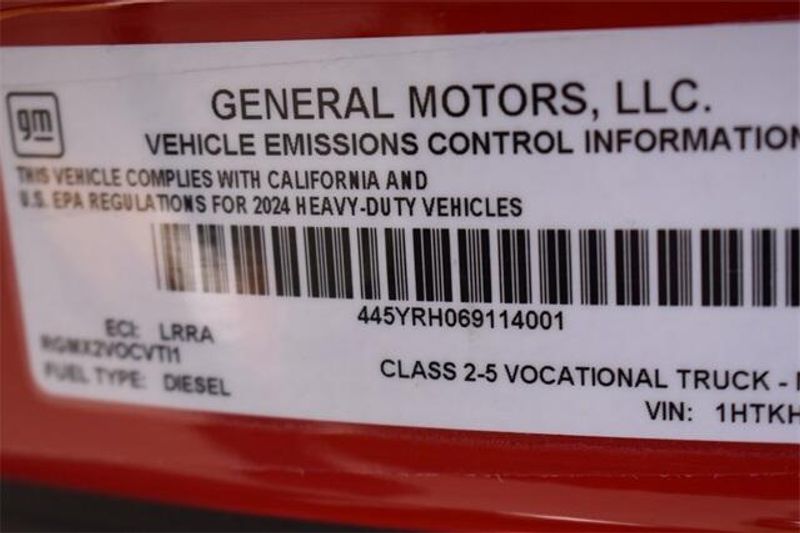 gm
GENERAL MOTORS, LLC.
VEHICLE EMISSIONS CONTROL INFORMATION
THIS VEHICLE COMPLIES WITH CALIFORNIA AND
U.S. EPA REGULATIONS FOR 2024 HEAVY-DUTY VEHICLES
445YRH069114001
ECI: LRRA
RGMX2VOCVTI1
FUEL TYPE: DIESEL
CLASS 2-5 VOCATIONAL TRUCK -
VIN: 1HTKH